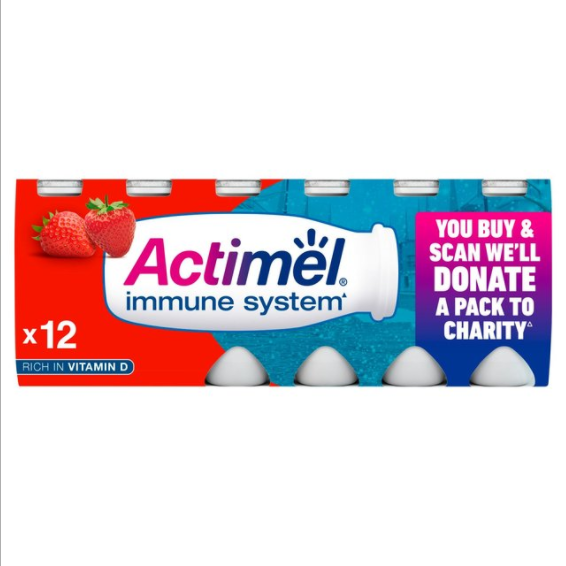 Actimel®
immune system▲
x12
RICH IN VITAMIN D
YOU BUY &
SCAN WE'LL
DONATE
A PACK TO
CHARITY△